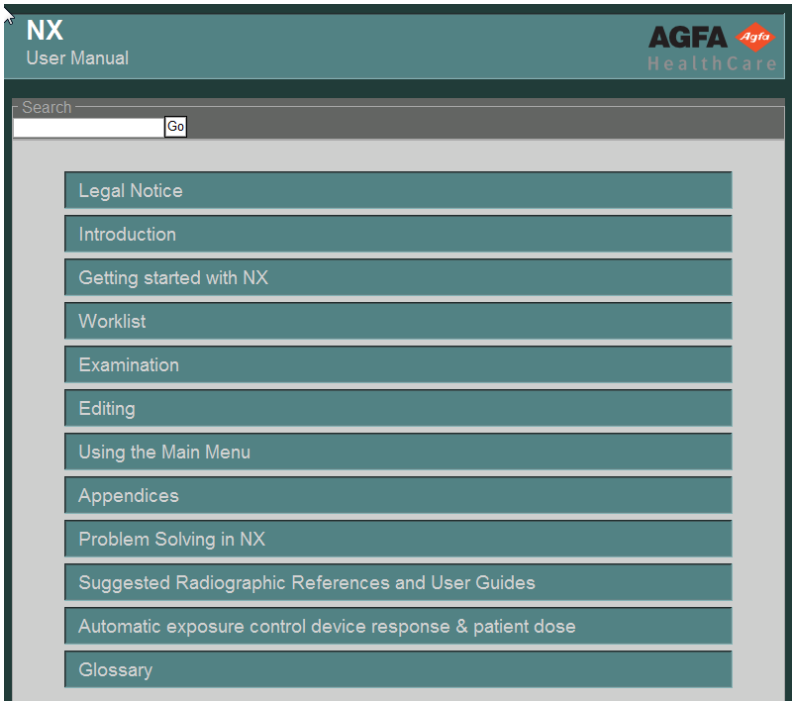 NX
User Manual
AGFA Agfa
HealthCare
Search
Go
Legal Notice
Introduction
Getting started with NX
Worklist
Examination
Editing
Using the Main Menu
Appendices
Problem Solving in NX
Suggested Radiographic References and User Guides
Automatic exposure control device response & patient dose
Glossary